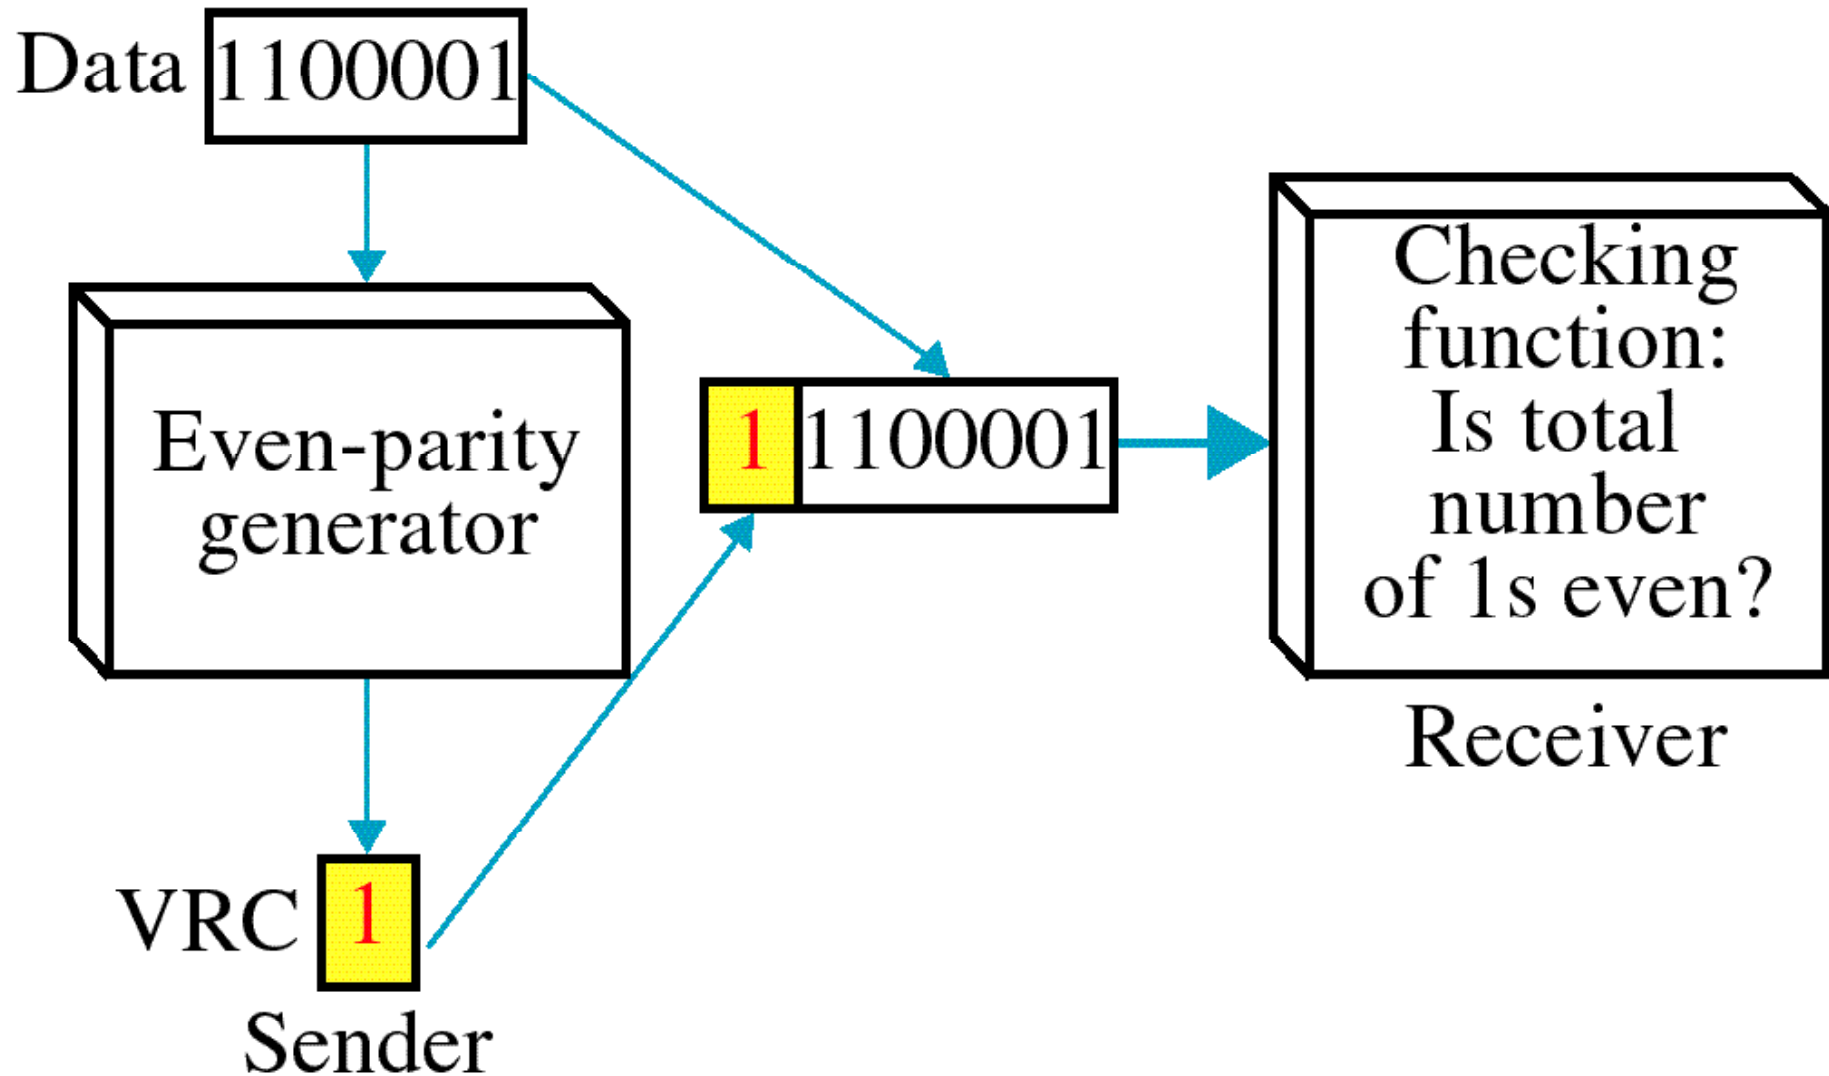 Data 1100001
Even-parity
generator
VRC 1
Sender
1 1100001
Checking
function:
Is total
number
of 1s even?
Receiver